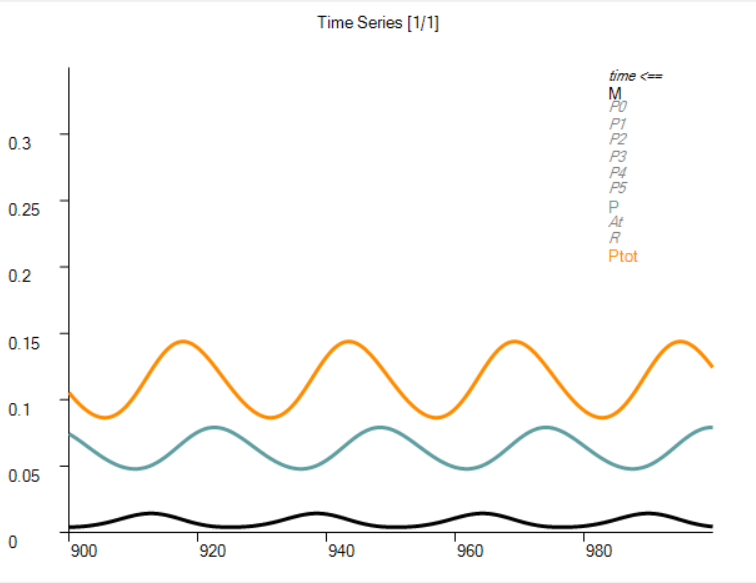 Time Series [1/1]
time <==
M
P0
P1
P2
P3
P4
P5
P
At
R
Ptot
0.3
0.25
0.2
0.15
0.1
0.05
0
900 920 940 960 980